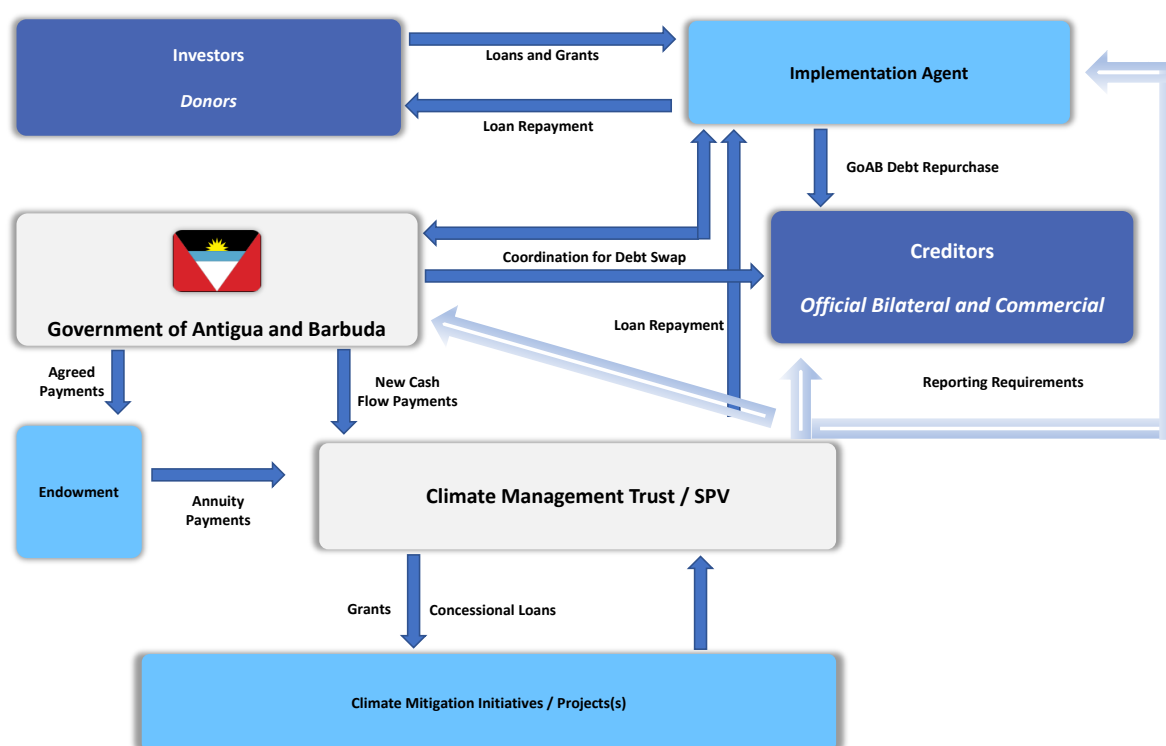 Investors
Donors
Loans and Grants
Implementation Agent
Loan Repayment
GoAB Debt Repurchase
Government of Antigua and Barbuda
Coordination for Debt Swap
Creditors
Official Bilateral and Commercial
Loan Repayment
Agreed
Payments
New Cash
Flow Payments
Reporting Requirements
Endowment
Annuity
Payments
Climate Management Trust / SPV
Grants
Concessional Loans
Climate Mitigation Initiatives / Projects(s)